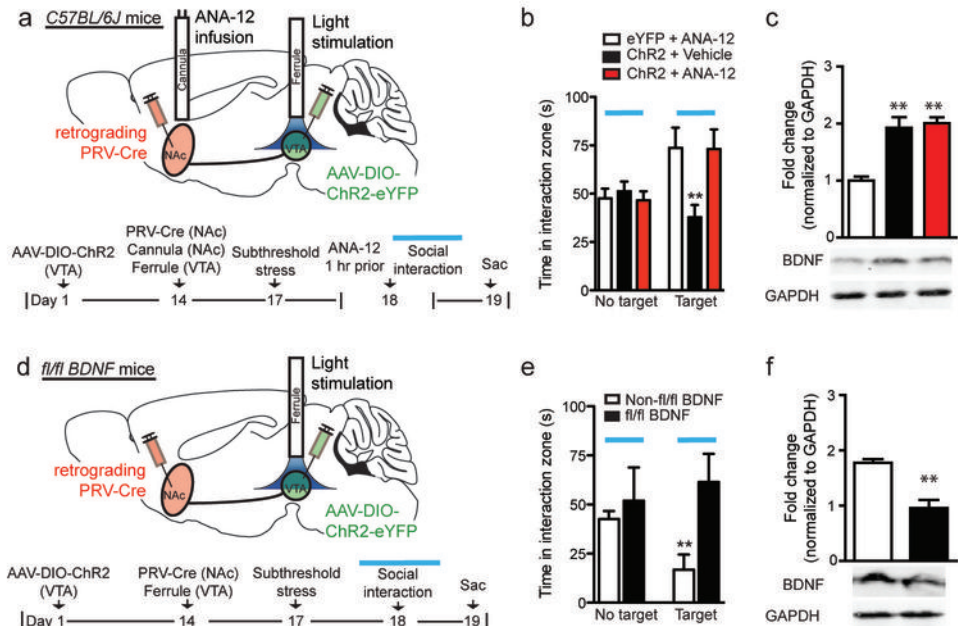 a C57BL/6J mice
ANA-12
infusion
Light
stimulation
Cannula
Ferrule
retrograding
PRV-Cre
NAc
VTA
AAV-DIO-
ChR2-eYFP
AAV-DIO-ChR2
(VTA)
PRV-Cre (NAc)
Cannula (NAc)
Ferrule (VTA)
Subthreshold
stress
ANA-12
1 hr prior
Social
interaction
Sac
Day 1 14 17 18 19
b
eYFP + ANA-12
ChR2 + Vehicle
ChR2 + ANA-12
Time in interaction zone (s)
100
75
50
25
0
**
No target Target
c
Fold change
(normalized to GAPDH)
3
2
1
0
** **
BDNF
GAPDH
d fl/fl BDNF mice
Light
stimulation
Ferrule
retrograding
PRV-Cre
NAc
VTA
AAV-DIO-
ChR2-eYFP
AAV-DIO-ChR2
(VTA)
PRV-Cre (NAc)
Ferrule (VTA)
Subthreshold
stress
Social
interaction
Sac
Day 1 14 17 18 19
e
Non-fl/fl BDNF
fl/fl BDNF
Time in interaction zone (s)
100
75
50
25
0
**
No target Target
f
Fold change
(normalized to GAPDH)
3
2
1
0
**
BDNF
GAPDH